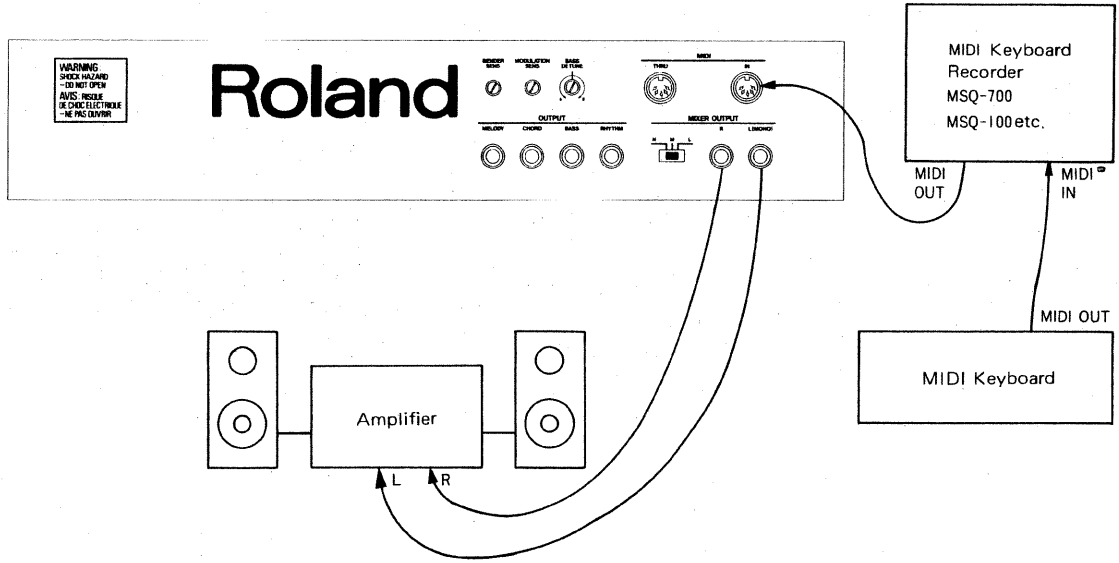 WARNING:
SHOCK HAZARD
– DO NOT OPEN
AVIS: RISQUE
DE CHOC ELECTRIQUE
– NE PAS OUVRIR
Roland
BENDER SENS
MODULATION SENS
BASS DETUNE
OUTPUT
MELODY CHORD BASS RHYTHM
MIDI
THRU IN
MIXER OUTPUT
H M L R L(MONO)
MIDI Keyboard
Recorder
MSQ-700
MSQ-100 etc.
MIDI
OUT
MIDI
IN
MIDI OUT
MIDI Keyboard
Amplifier
L R